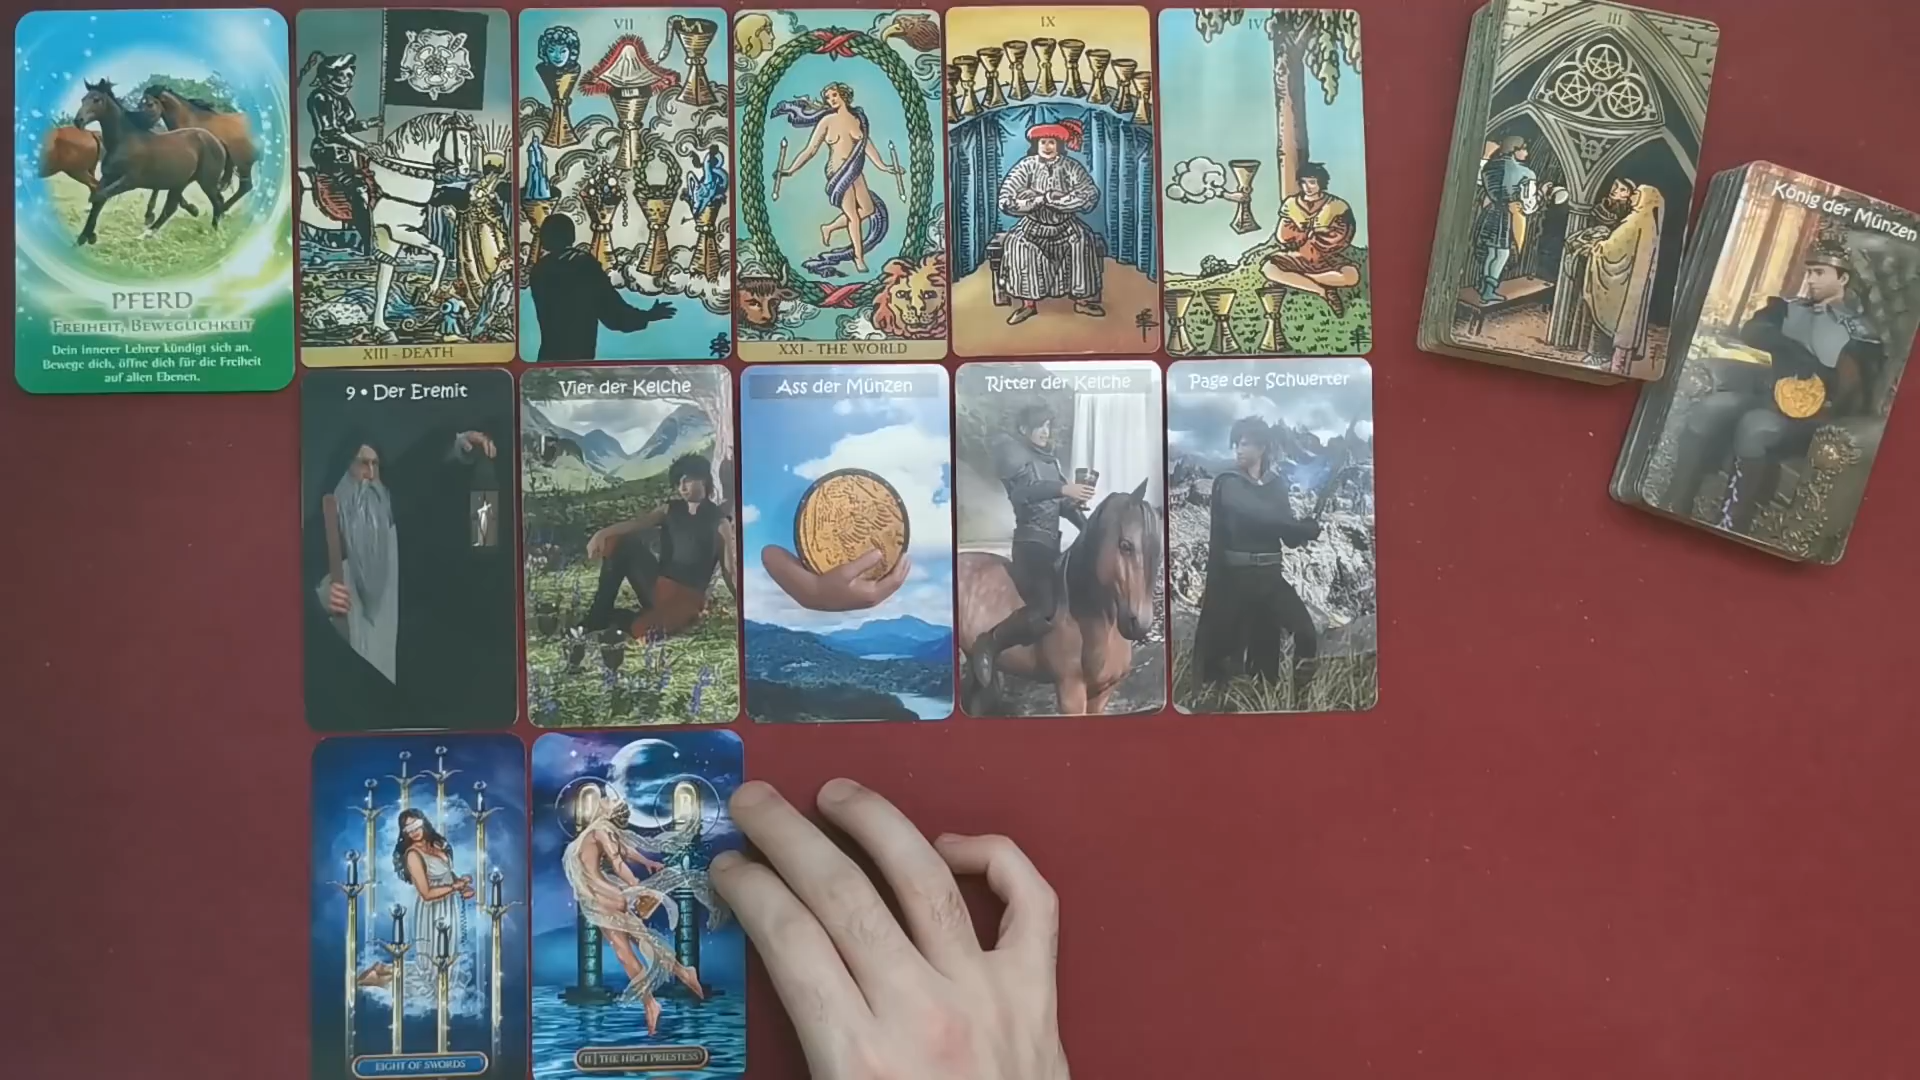 PFERD
FREIHEIT, BEWEGLICHKEIT
Dein innerer Lehrer kündigt sich an.
Bewege dich, öffne dich für die Freiheit
auf allen Ebenen.
XIII - DEATH
VII
XXI - THE WORLD
IX
IV
III
König der Münzen
9 • Der Eremit
Vier der Kelche
Ass der Münzen
Ritter der Kelche
Page der Schwerter
EIGHT OF SWORDS
II | THE HIGH PRIESTESS
B